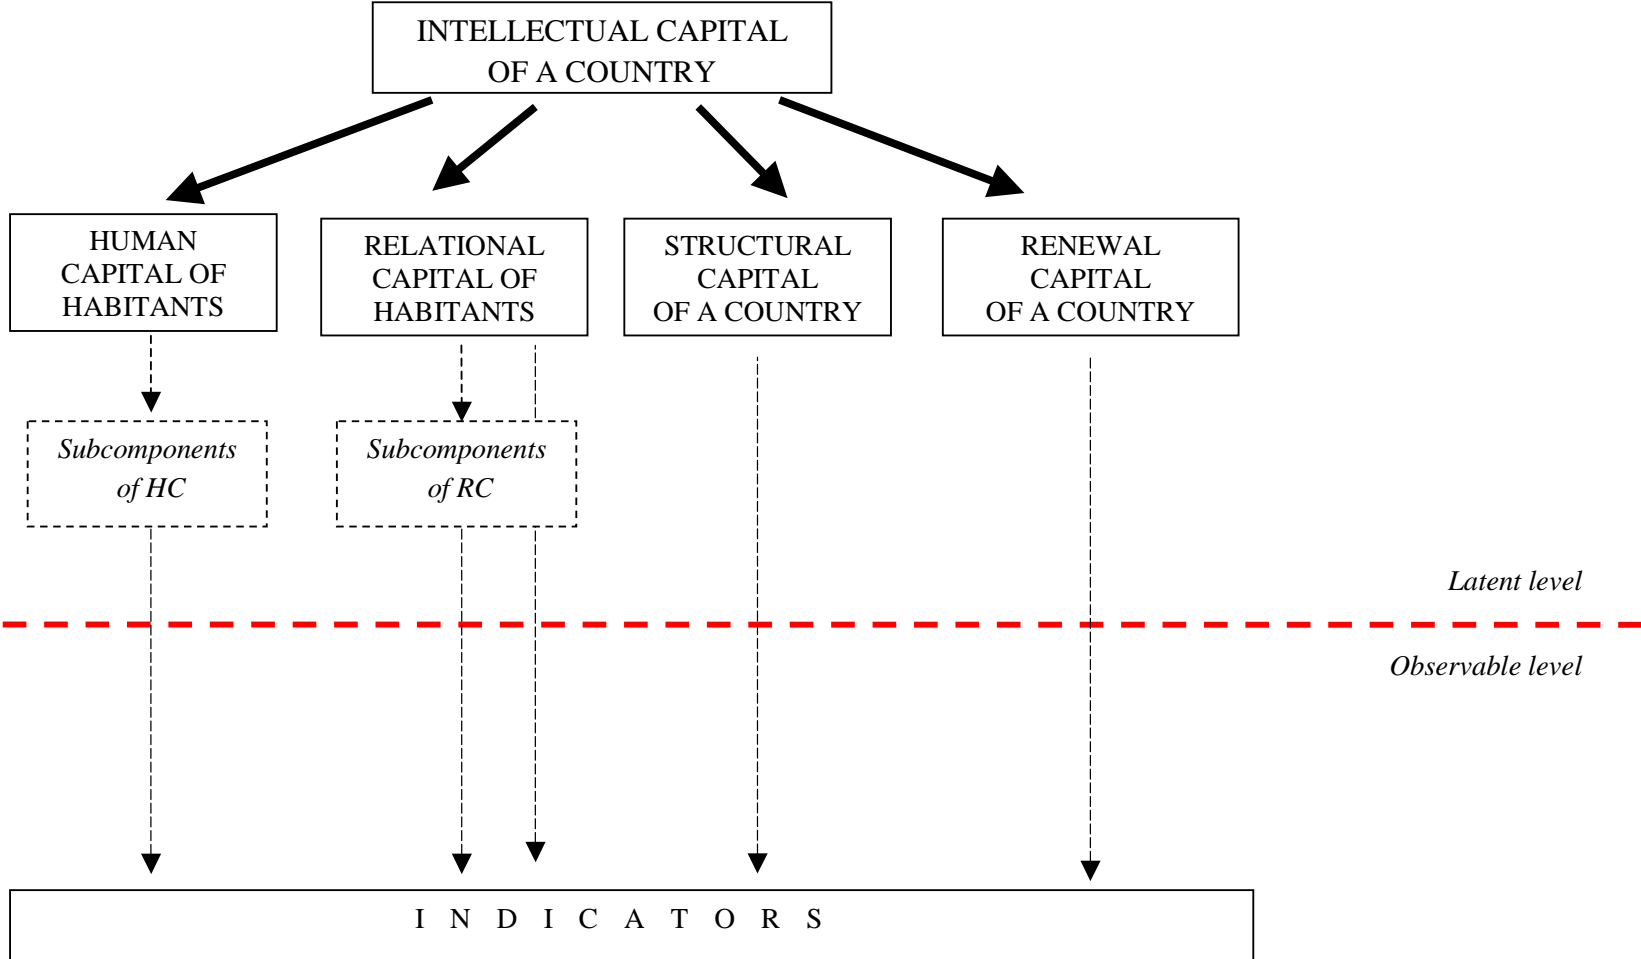 INTELLECTUAL CAPITAL
OF A COUNTRY
HUMAN
CAPITAL OF
HABITANTS
RELATIONAL
CAPITAL OF
HABITANTS
STRUCTURAL
CAPITAL
OF A COUNTRY
RENEWAL
CAPITAL
OF A COUNTRY
Subcomponents
of HC
Subcomponents
of RC
Latent level
Observable level
I N D I C A T O R S